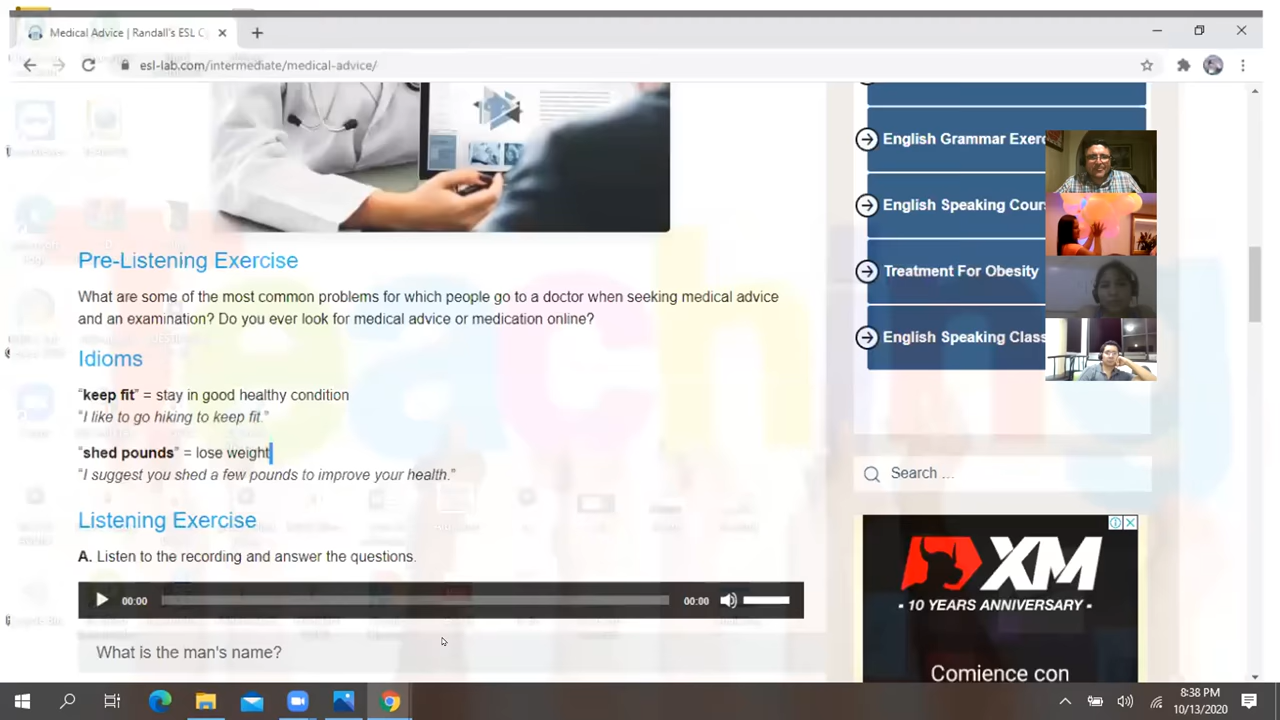 Medical Advice | Randall's ESL C
esl-lab.com/intermediate/medical-advice/
English Grammar Exerc
English Speaking Cour
Treatment For Obesity
English Speaking Class
Pre-Listening Exercise
What are some of the most common problems for which people go to a doctor when seeking medical advice
and an examination? Do you ever look for medical advice or medication online?
Idioms
“keep fit” = stay in good healthy condition
“I like to go hiking to keep fit.”
“shed pounds” = lose weight
“I suggest you shed a few pounds to improve your health.”
Listening Exercise
A. Listen to the recording and answer the questions.
00:00 00:00
What is the man's name?
Search ...
XM
- 10 YEARS ANNIVERSARY -
Comience con
teaching
8:38 PM
10/13/2020